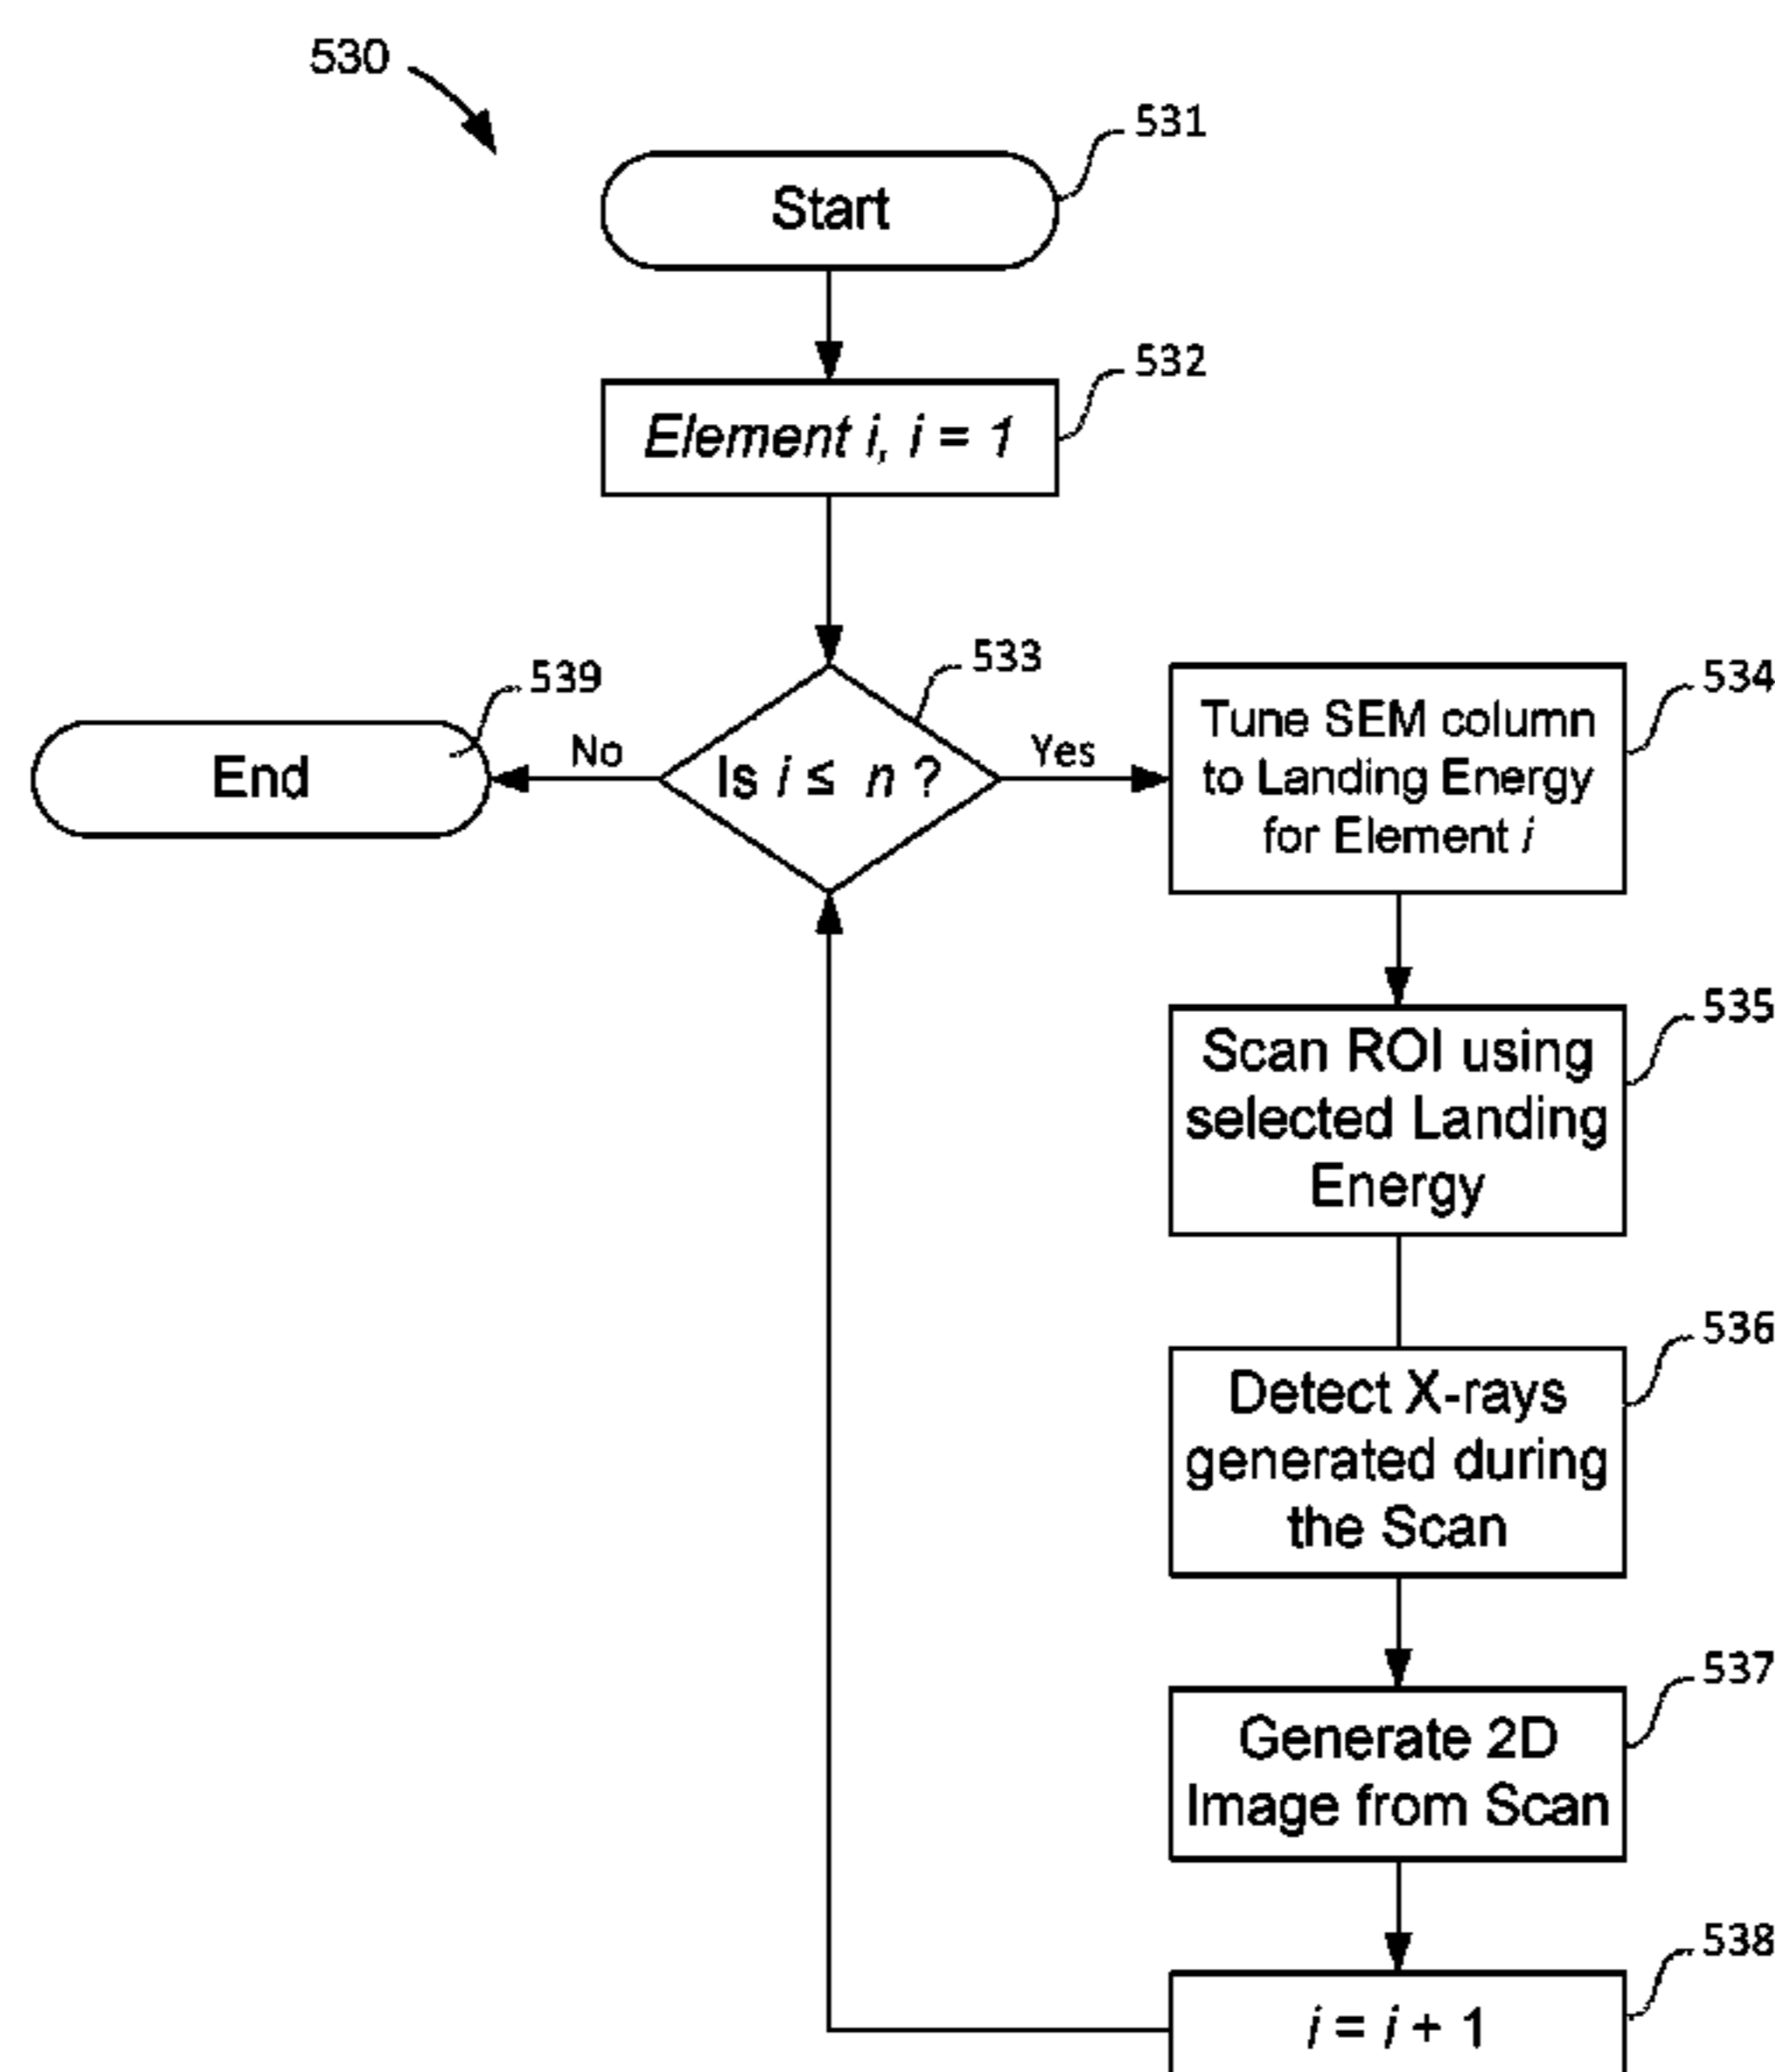 530
531
Start
532
Element i, i = 1
533
539
534
End
No
Is i ≤ n ?
Yes
Tune SEM column
to Landing Energy
for Element i
535
Scan ROI using
selected Landing
Energy
536
Detect X-rays
generated during
the Scan
537
Generate 2D
Image from Scan
538
i = i + 1